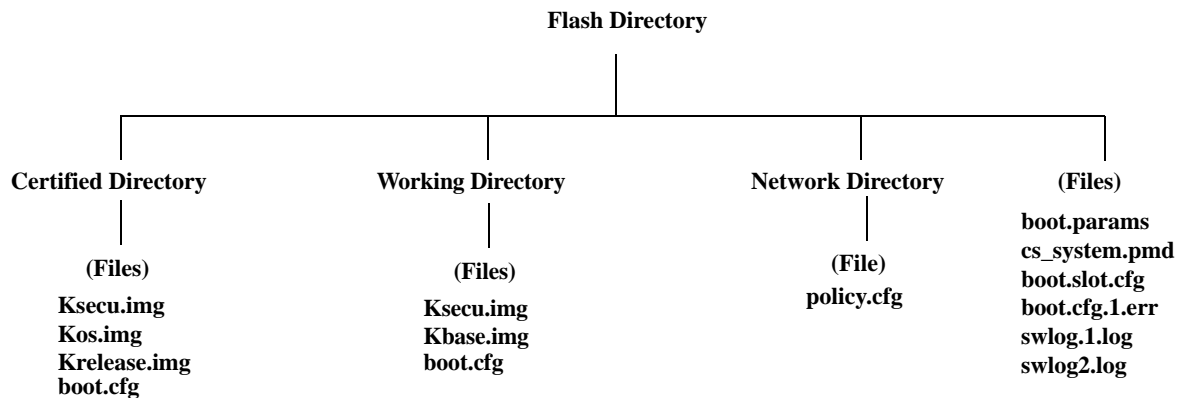 Flash Directory
Certified Directory
Working Directory
Network Directory
(Files)
(Files)
Ksecu.img
Kos.img
Krelease.img
boot.cfg
(Files)
Ksecu.img
Kbase.img
boot.cfg
(File)
policy.cfg
boot.params
cs_system.pmd
boot.slot.cfg
boot.cfg.1.err
swlog.1.log
swlog2.log